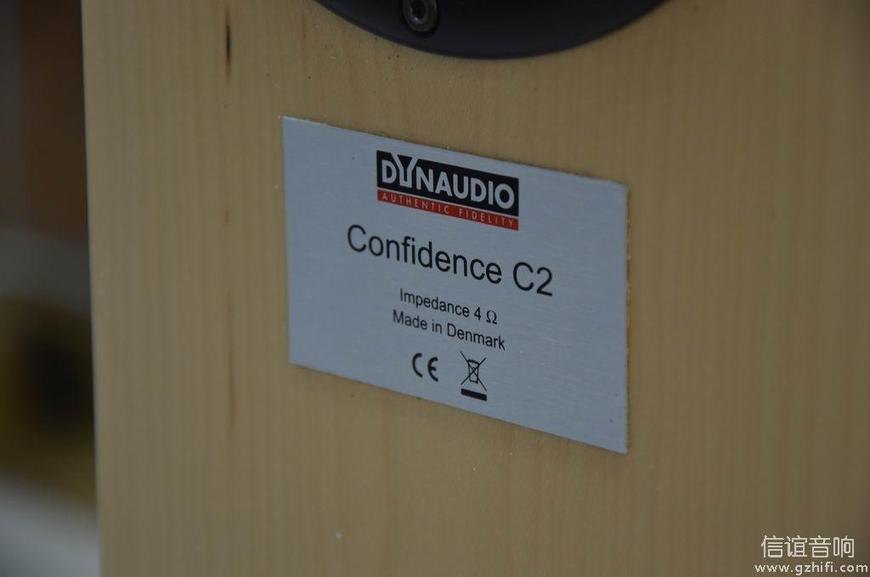 DYNAUDIO
AUTHENTIC FIDELITY
Confidence C2
Impedance 4 Ω
Made in Denmark
CE
信谊音响
www.gzhifi.com